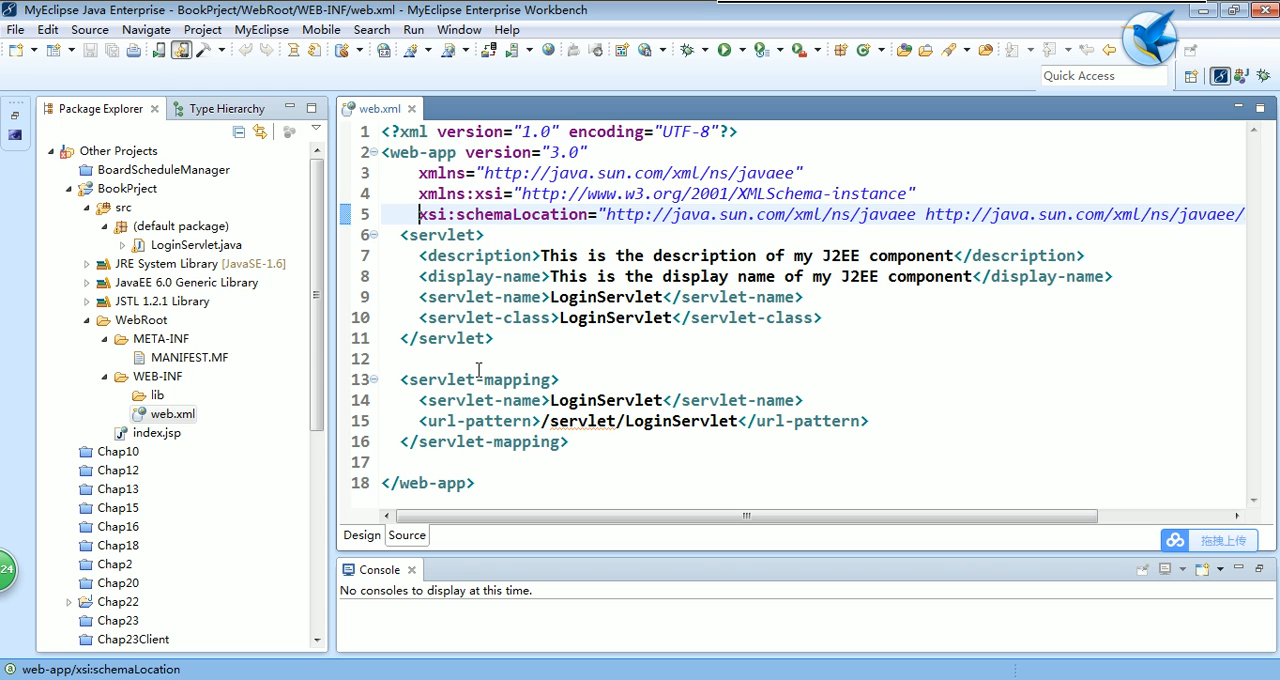 MyEclipse Java Enterprise - BookPrject/WebRoot/WEB-INF/web.xml - MyEclipse Enterprise Workbench
File Edit Source Navigate Project MyEclipse Mobile Search Run Window Help
Quick Access
Package Explorer
Type Hierarchy
Other Projects
BoardScheduleManager
BookPrject
src
(default package)
LoginServlet.java
JRE System Library [JavaSE-1.6]
JavaEE 6.0 Generic Library
JSTL 1.2.1 Library
WebRoot
META-INF
MANIFEST.MF
WEB-INF
lib
web.xml
index.jsp
Chap10
Chap12
Chap13
Chap15
Chap16
Chap18
Chap2
Chap20
Chap22
Chap23
Chap23Client
24
web.xml
1 <?xml version="1.0" encoding="UTF-8"?>
2 <web-app version="3.0"
3 xmlns="http://java.sun.com/xml/ns/javaee"
4 xmlns:xsi="http://www.w3.org/2001/XMLSchema-instance"
5 xsi:schemaLocation="http://java.sun.com/xml/ns/javaee http://java.sun.com/xml/ns/javaee/
6 <servlet>
7 <description>This is the description of my J2EE component</description>
8 <display-name>This is the display name of my J2EE component</display-name>
9 <servlet-name>LoginServlet</servlet-name>
10 <servlet-class>LoginServlet</servlet-class>
11 </servlet>
12
13 <servlet-mapping>
14 <servlet-name>LoginServlet</servlet-name>
15 <url-pattern>/servlet/LoginServlet</url-pattern>
16 </servlet-mapping>
17
18 </web-app>
Design Source
拖拽上传
Console
No consoles to display at this time.
web-app/xsi:schemaLocation